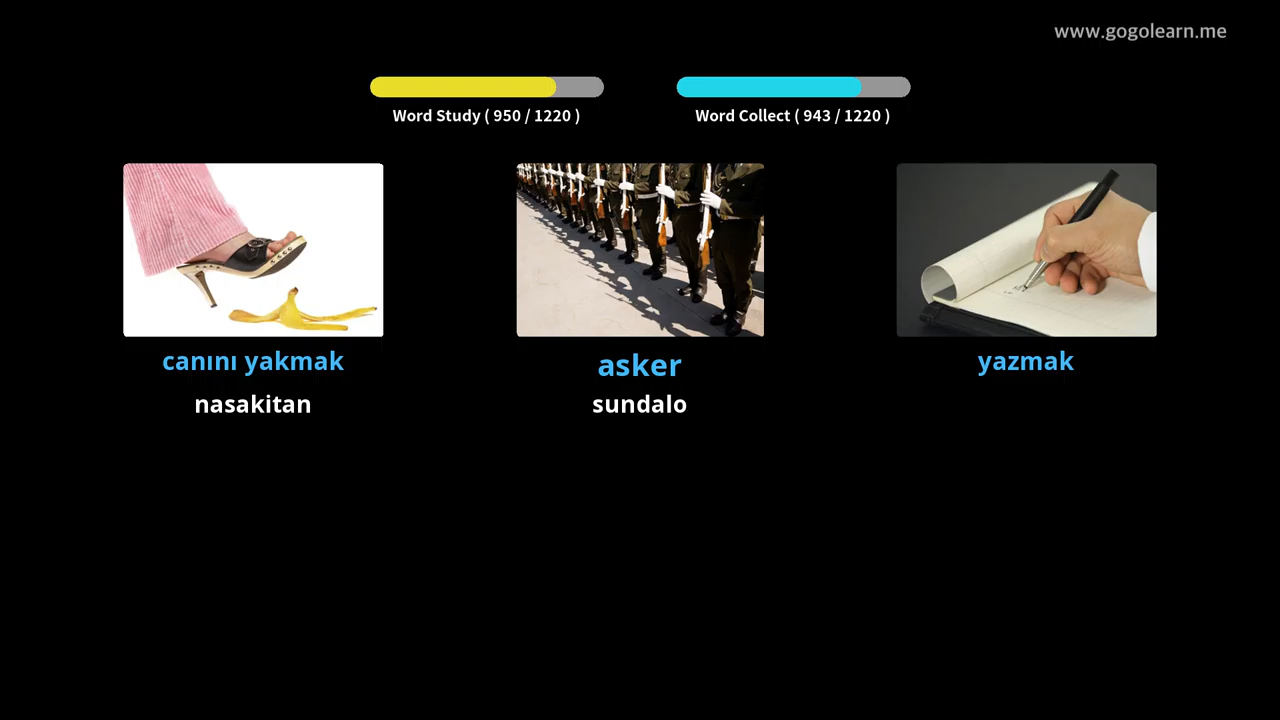 www.gogolearn.me
Word Study ( 950 / 1220 )
Word Collect ( 943 / 1220 )
canını yakmak
asker
yazmak
nasakitan
sundalo